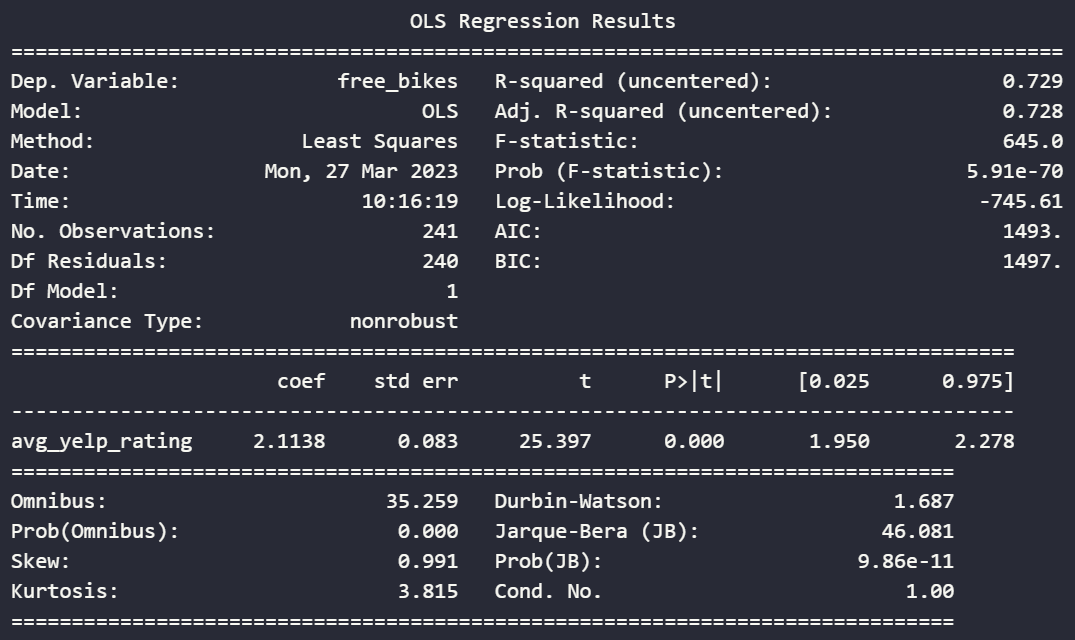 OLS Regression Results
==============================================================================
Dep. Variable: free_bikes R-squared (uncentered): 0.729
Model: OLS Adj. R-squared (uncentered): 0.728
Method: Least Squares F-statistic: 645.0
Date: Mon, 27 Mar 2023 Prob (F-statistic): 5.91e-70
Time: 10:16:19 Log-Likelihood: -745.61
No. Observations: 241 AIC: 1493.
Df Residuals: 240 BIC: 1497.
Df Model: 1
Covariance Type: nonrobust
==============================================================================
coef std err t P>|t| [0.025 0.975]
------------------------------------------------------------------------------
avg_yelp_rating 2.1138 0.083 25.397 0.000 1.950 2.278
==============================================================================
Omnibus: 35.259 Durbin-Watson: 1.687
Prob(Omnibus): 0.000 Jarque-Bera (JB): 46.081
Skew: 0.991 Prob(JB): 9.86e-11
Kurtosis: 3.815 Cond. No. 1.00
==============================================================================